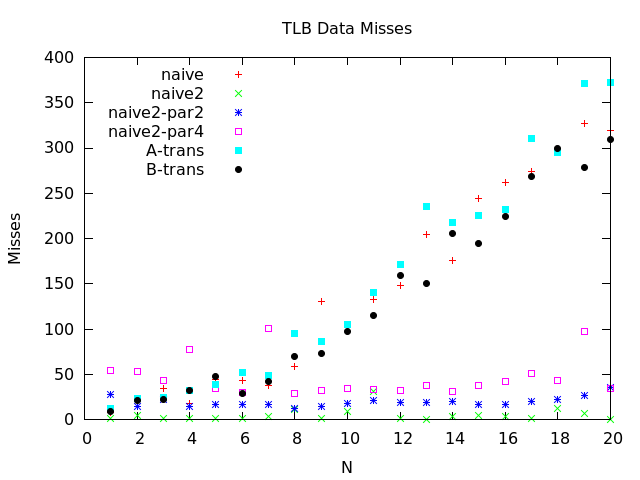 TLB Data Misses
400
350
300
250
200
150
100
50
0
Misses
naive
naive2
naive2-par2
naive2-par4
A-trans
B-trans
0 2 4 6 8 10 12 14 16 18 20
N